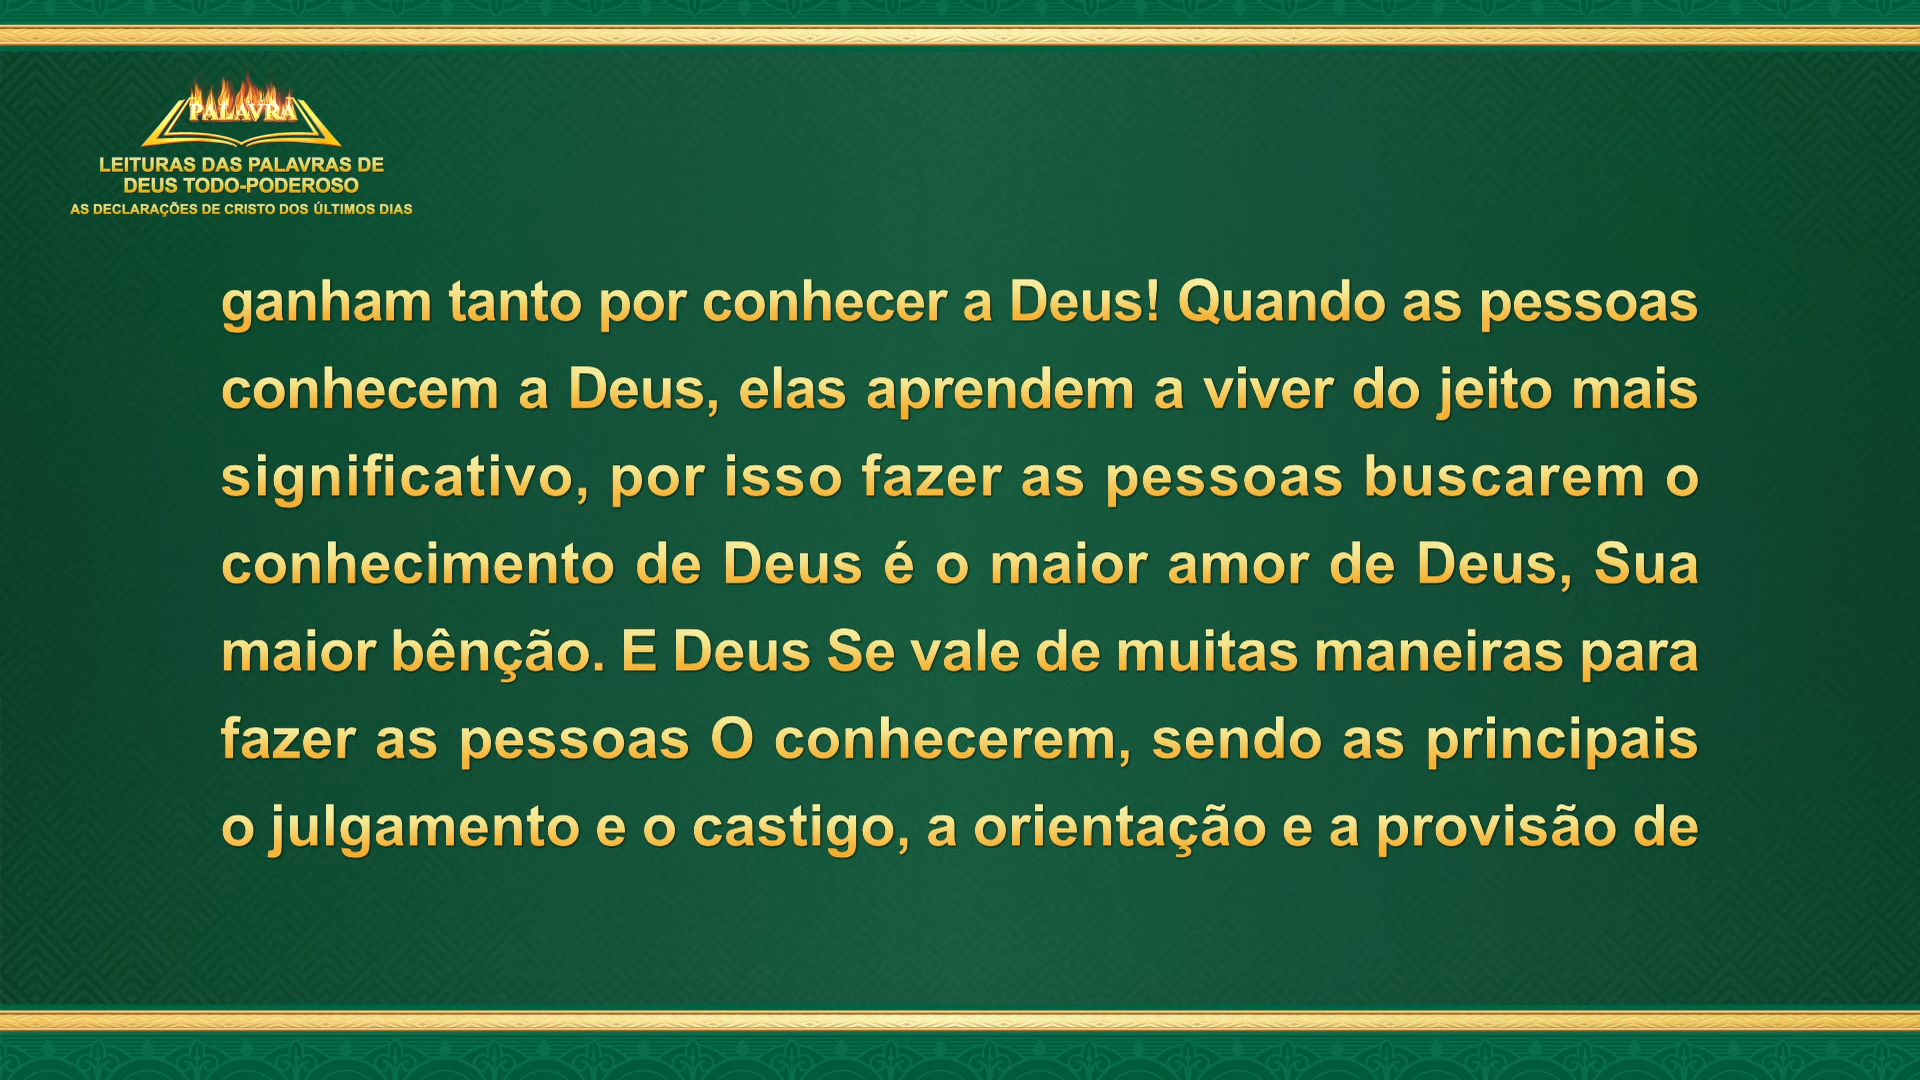 PALAVRA
LEITURAS DAS PALAVRAS DE
DEUS TODO-PODEROSO
AS DECLARAÇÕES DE CRISTO DOS ÚLTIMOS DIAS
ganham tanto por conhecer a Deus! Quando as pessoas
conhecem a Deus, elas aprendem a viver do jeito mais
significativo, por isso fazer as pessoas buscarem o
conhecimento de Deus é o maior amor de Deus, Sua
maior bênção. E Deus Se vale de muitas maneiras para
fazer as pessoas O conhecerem, sendo as principais
o julgamento e o castigo, a orientação e a provisão de